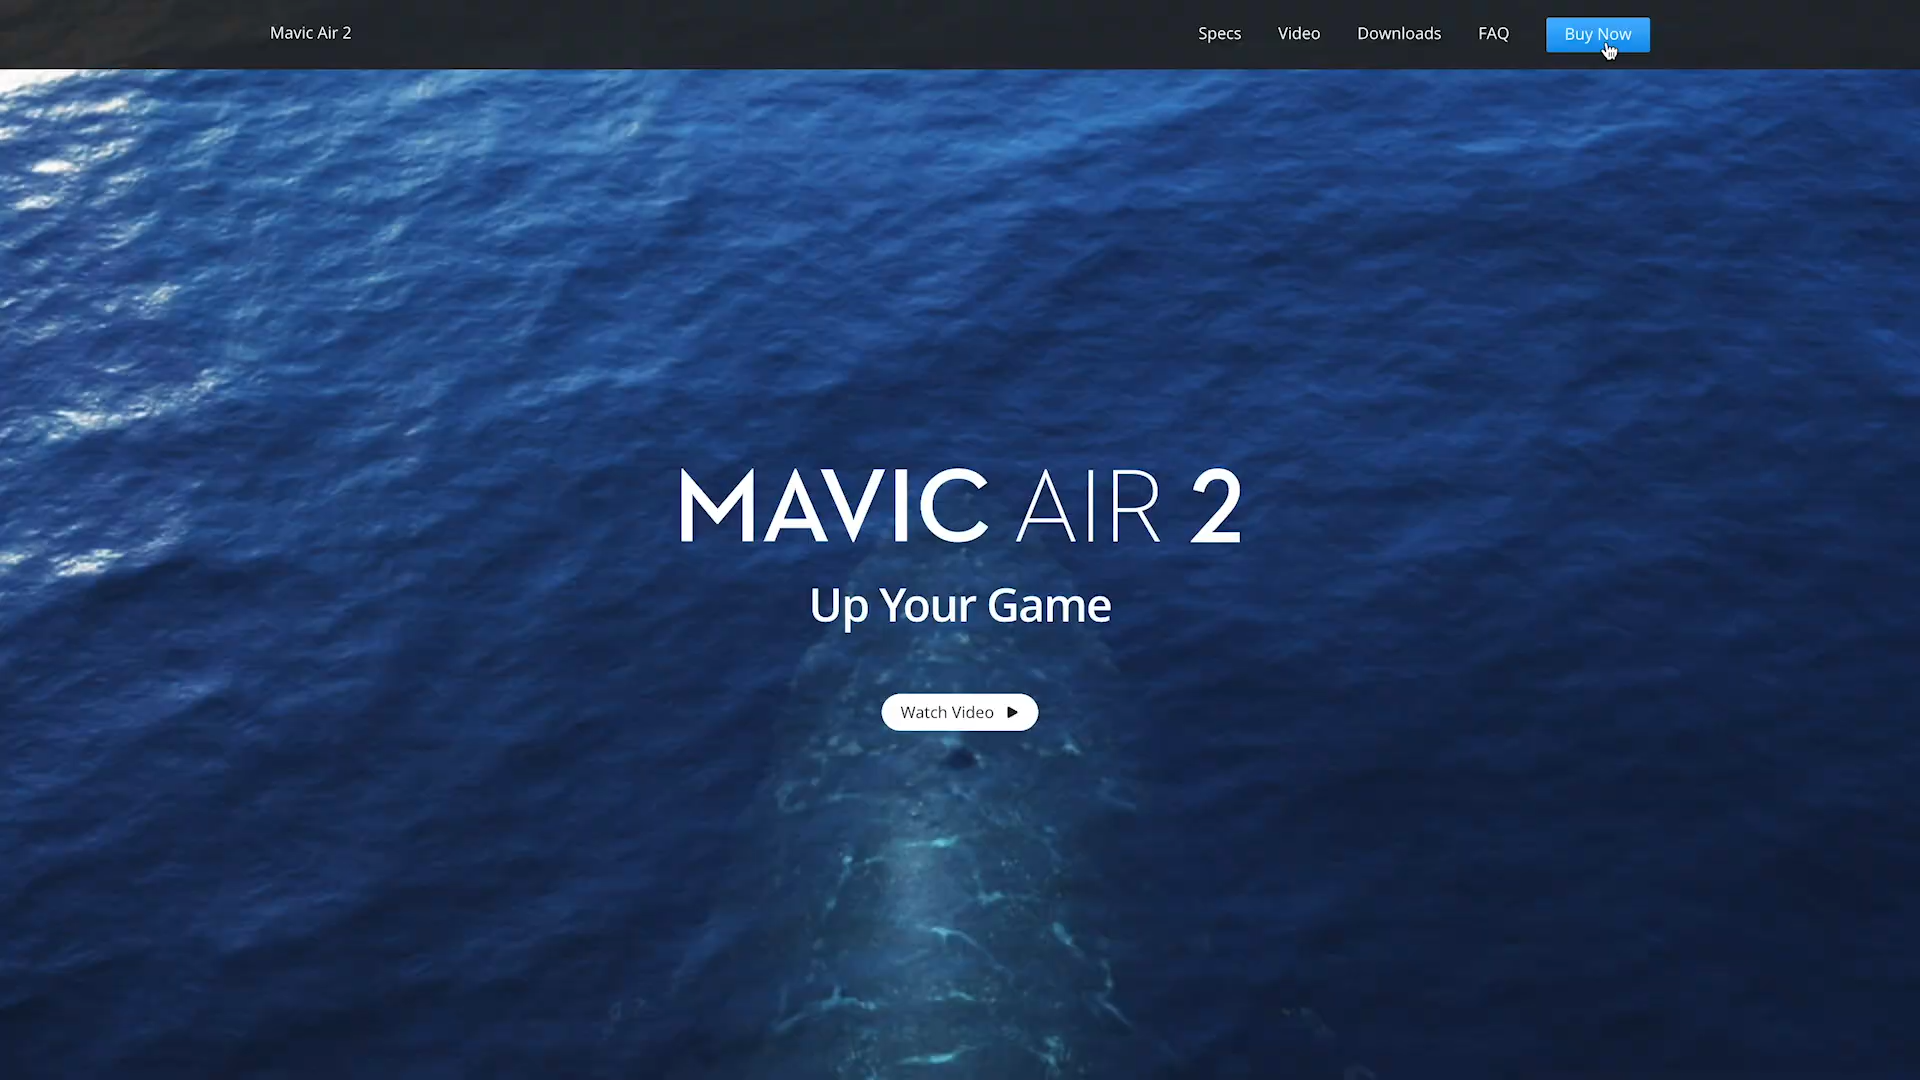 Mavic Air 2
Specs
Video
Downloads
FAQ
Buy Now
MAVIC AIR 2
Up Your Game
Watch Video